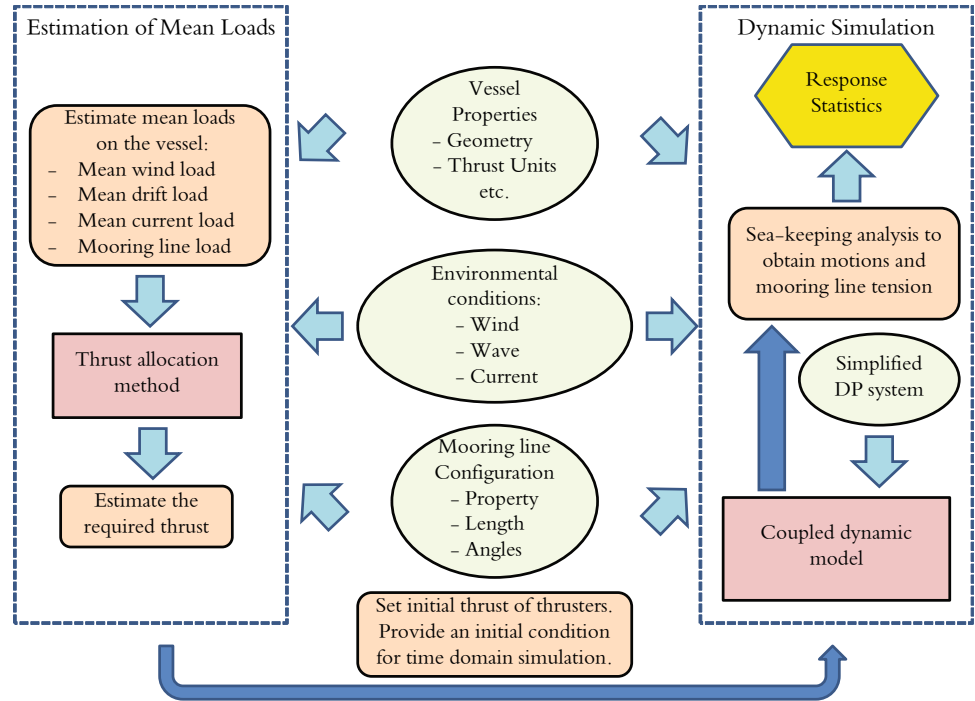 Estimation of Mean Loads
Estimate mean loads
on the vessel:
- Mean wind load
- Mean drift load
- Mean current load
- Mooring line load
Thrust allocation
method
Estimate the
required thrust
Vessel
Properties
- Geometry
- Thrust Units
etc.
Environmental
conditions:
- Wind
- Wave
- Current
Mooring line
Configuration
- Property
- Length
- Angles
Set initial thrust of thrusters.
Provide an initial condition
for time domain simulation.
Dynamic Simulation
Response
Statistics
Sea-keeping analysis to
obtain motions and
mooring line tension
Simplified
DP system
Coupled dynamic
model